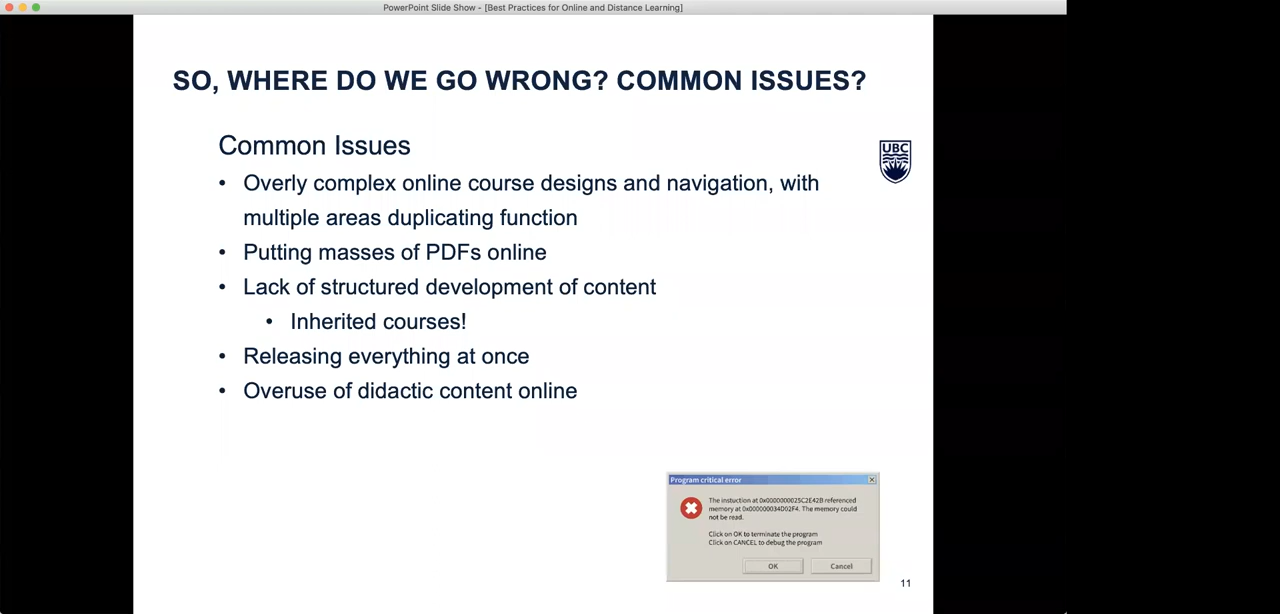 PowerPoint Slide Show - [Best Practices for Online and Distance Learning]
SO, WHERE DO WE GO WRONG? COMMON ISSUES?
Common Issues
UBC
• Overly complex online course designs and navigation, with
multiple areas duplicating function
• Putting masses of PDFs online
• Lack of structured development of content
• Inherited courses!
• Releasing everything at once
• Overuse of didactic content online
Program critical error
The instuction at 0x0000000025C2E42B referenced
memory at 0x000000034D02F4. The memory could
not be read.
Click on OK to terminate the program
Click on CANCEL to debug the program
OK
Cancel
11